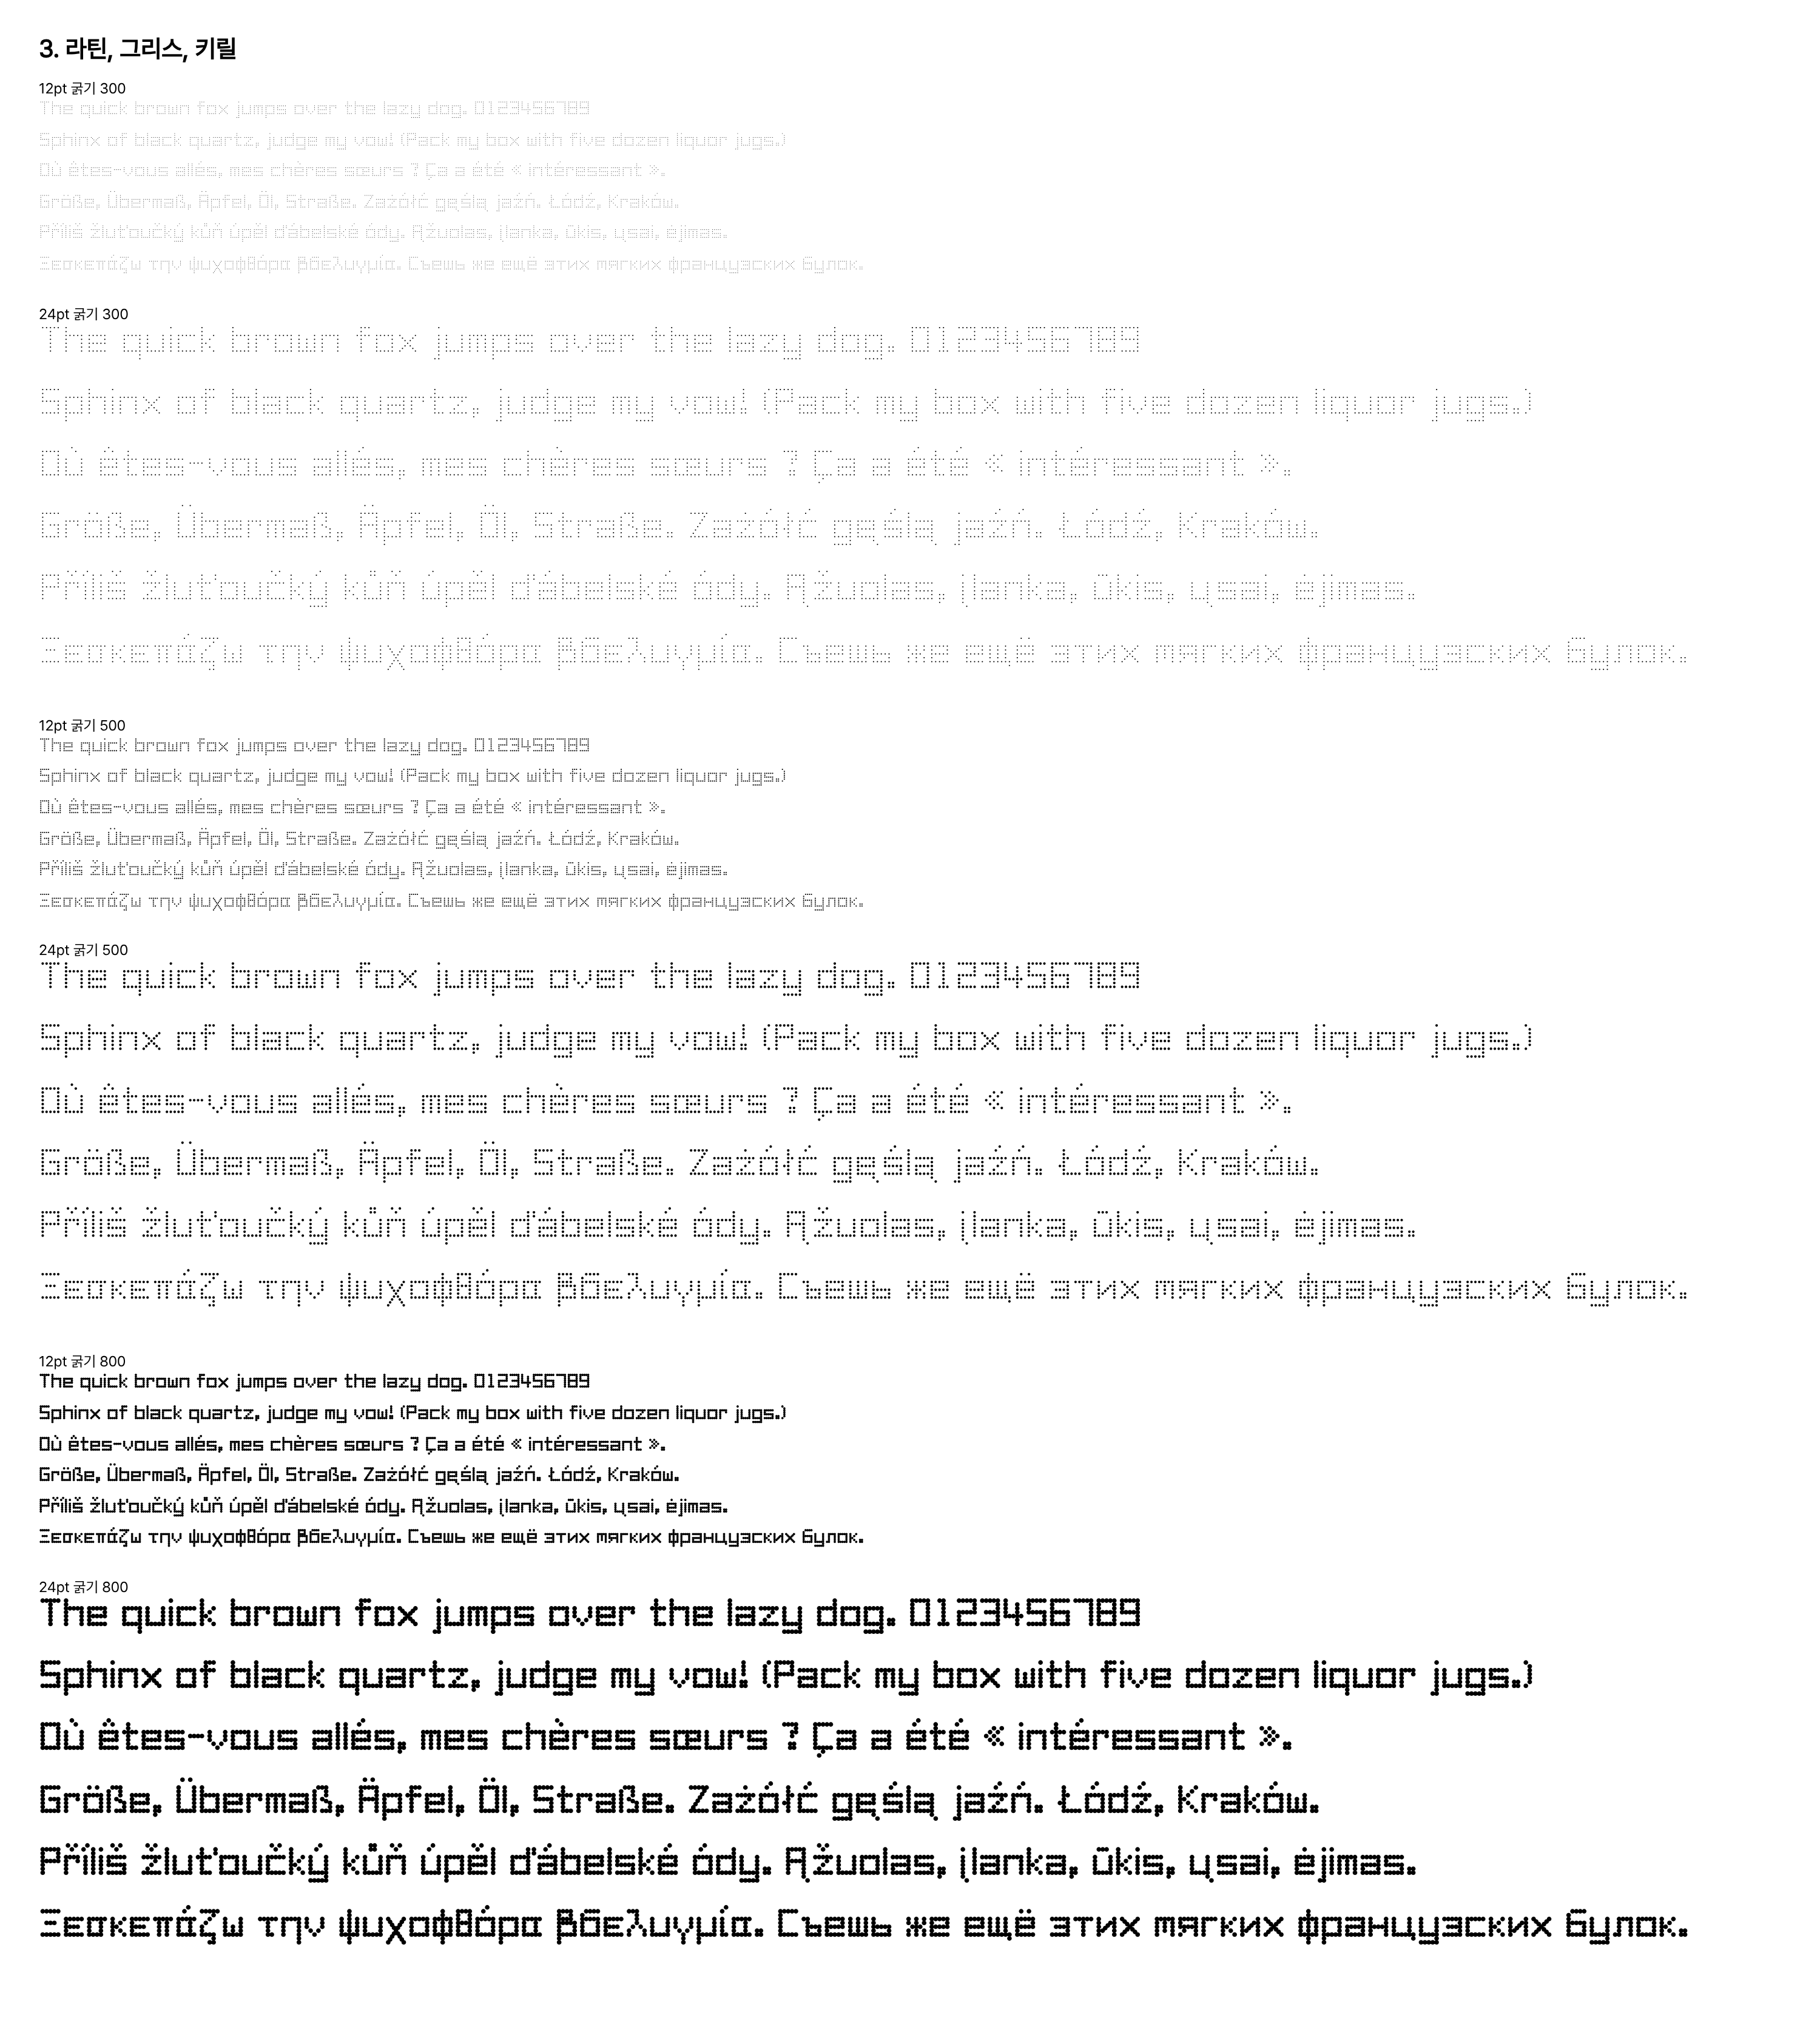 3. 라틴, 그리스, 키릴
12pt 굵기 300
The quick brown fox jumps over the lazy dog. 0123456789
Sphinx of black quartz, judge my vow! (Pack my box with five dozen liquor jugs.)
Où êtes-vous allés, mes chères sœurs ? Ça a été « intéressant ».
Größe, Übermaß, Äpfel, Öl, Straße. Zażółć gęślą jaźń. Łódź, Kraków.
Příliš žluťoučký kůň úpěl ďábelské ódy. Ąžuolas, įlanka, ūkis, ųsai, ėjimas.
Ξεσκεπάζω την ψυχοφθόρα βδελυγμία. Съешь же ещё этих мягких французских булок.
24pt 굵기 300
The quick brown fox jumps over the lazy dog. 0123456789
Sphinx of black quartz, judge my vow! (Pack my box with five dozen liquor jugs.)
Où êtes-vous allés, mes chères sœurs ? Ça a été « intéressant ».
Größe, Übermaß, Äpfel, Öl, Straße. Zażółć gęślą jaźń. Łódź, Kraków.
Příliš žluťoučký kůň úpěl ďábelské ódy. Ąžuolas, įlanka, ūkis, ųsai, ėjimas.
Ξεσκεπάζω την ψυχοφθόρα βδελυγμία. Съешь же ещё этих мягких французских булок.
12pt 굵기 500
The quick brown fox jumps over the lazy dog. 0123456789
Sphinx of black quartz, judge my vow! (Pack my box with five dozen liquor jugs.)
Où êtes-vous allés, mes chères sœurs ? Ça a été « intéressant ».
Größe, Übermaß, Äpfel, Öl, Straße. Zażółć gęślą jaźń. Łódź, Kraków.
Příliš žluťoučký kůň úpěl ďábelské ódy. Ąžuolas, įlanka, ūkis, ųsai, ėjimas.
Ξεσκεπάζω την ψυχοφθόρα βδελυγμία. Съешь же ещё этих мягких французских булок.
24pt 굵기 500
The quick brown fox jumps over the lazy dog. 0123456789
Sphinx of black quartz, judge my vow! (Pack my box with five dozen liquor jugs.)
Où êtes-vous allés, mes chères sœurs ? Ça a été « intéressant ».
Größe, Übermaß, Äpfel, Öl, Straße. Zażółć gęślą jaźń. Łódź, Kraków.
Příliš žluťoučký kůň úpěl ďábelské ódy. Ąžuolas, įlanka, ūkis, ųsai, ėjimas.
Ξεσκεπάζω την ψυχοφθόρα βδελυγμία. Съешь же ещё этих мягких французских булок.
12pt 굵기 800
The quick brown fox jumps over the lazy dog. 0123456789
Sphinx of black quartz, judge my vow! (Pack my box with five dozen liquor jugs.)
Où êtes-vous allés, mes chères sœurs ? Ça a été « intéressant ».
Größe, Übermaß, Äpfel, Öl, Straße. Zażółć gęślą jaźń. Łódź, Kraków.
Příliš žluťoučký kůň úpěl ďábelské ódy. Ąžuolas, įlanka, ūkis, ųsai, ėjimas.
Ξεσκεπάζω την ψυχοφθόρα βδελυγμία. Съешь же ещё этих мягких французских булок.
24pt 굵기 800
The quick brown fox jumps over the lazy dog. 0123456789
Sphinx of black quartz, judge my vow! (Pack my box with five dozen liquor jugs.)
Où êtes-vous allés, mes chères sœurs ? Ça a été « intéressant ».
Größe, Übermaß, Äpfel, Öl, Straße. Zażółć gęślą jaźń. Łódź, Kraków.
Příliš žluťoučký kůň úpěl ďábelské ódy. Ąžuolas, įlanka, ūkis, ųsai, ėjimas.
Ξεσκεπάζω την ψυχοφθόρα βδελυγμία. Съешь же ещё этих мягких французских булок.